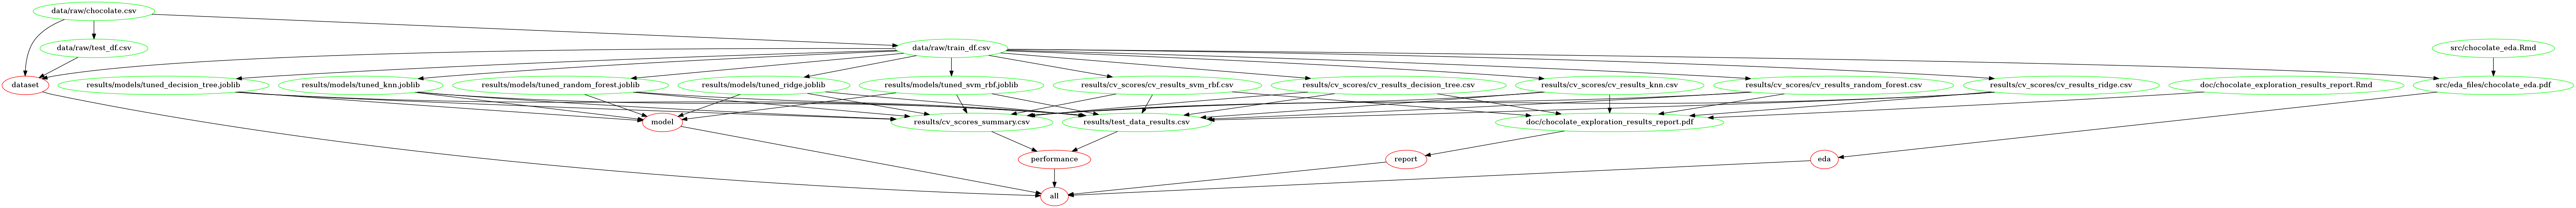 data/raw/chocolate.csv
data/raw/test_df.csv
data/raw/train_df.csv
src/chocolate_eda.Rmd
dataset
results/models/tuned_decision_tree.joblib
results/models/tuned_knn.joblib
results/models/tuned_random_forest.joblib
results/models/tuned_ridge.joblib
results/models/tuned_svm_rbf.joblib
results/cv_scores/cv_results_svm_rbf.csv
results/cv_scores/cv_results_decision_tree.csv
results/cv_scores/cv_results_knn.csv
results/cv_scores/cv_results_random_forest.csv
results/cv_scores/cv_results_ridge.csv
doc/chocolate_exploration_results_report.Rmd
src/eda_files/chocolate_eda.pdf
model
results/cv_scores_summary.csv
results/test_data_results.csv
doc/chocolate_exploration_results_report.pdf
performance
report
eda
all